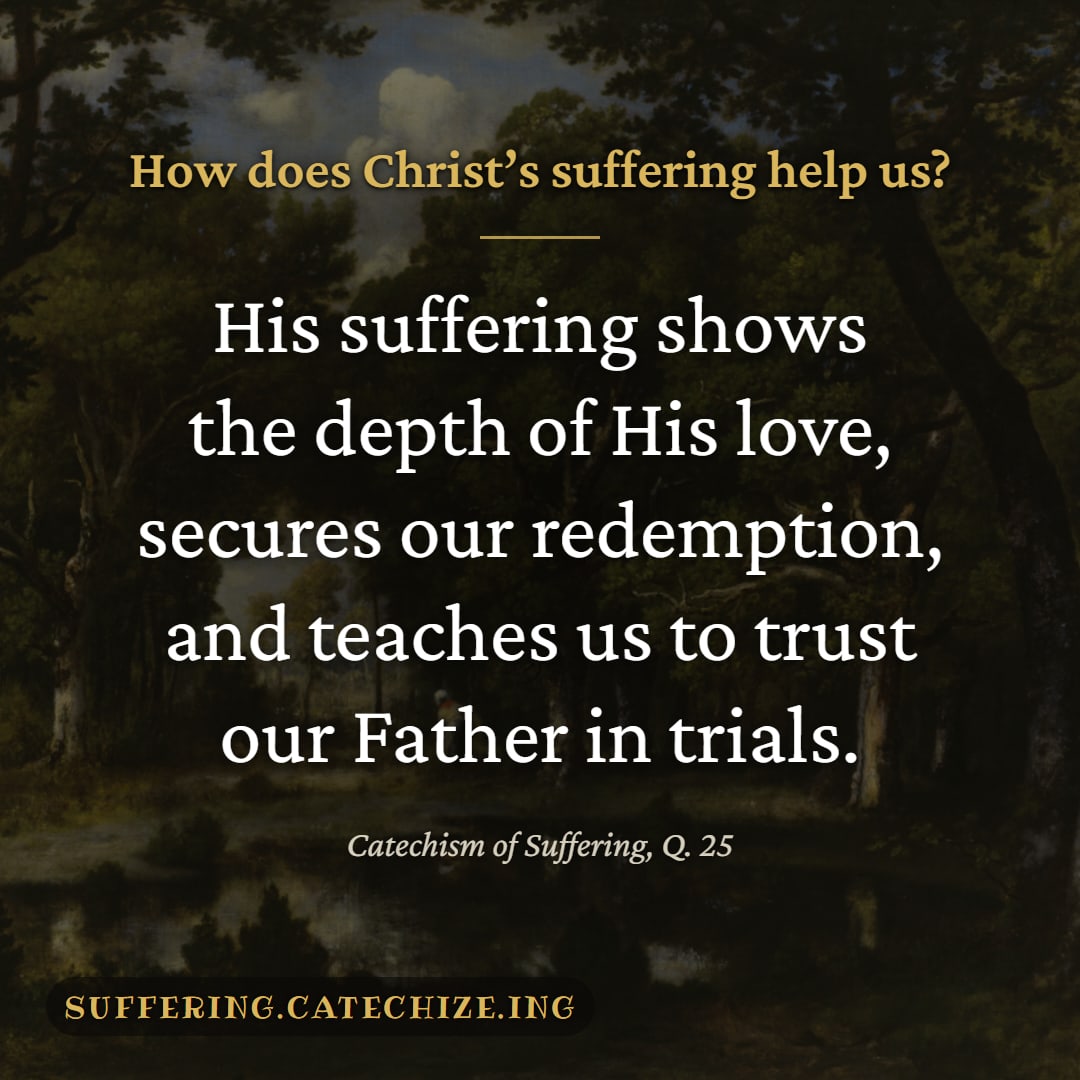 How does Christ’s suffering help us?
His suffering shows
the depth of His love,
secures our redemption,
and teaches us to trust
our Father in trials.
Catechism of Suffering, Q. 25
SUFFERING.CATECHIZE.ING